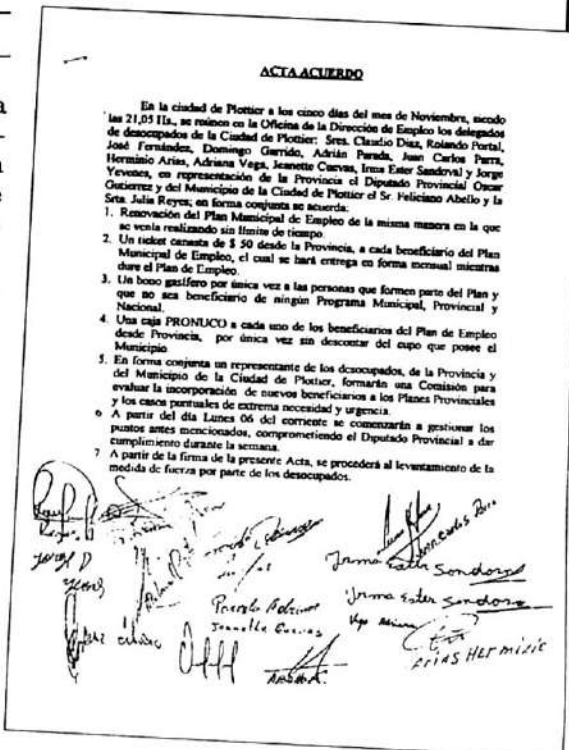 ACTA ACUERDO
En la ciudad de Plottier a los cinco días del mes de Noviembre, siendo
las 21,05 Hs., se reúnen en la Oficina de la Dirección de Empleo los delegados
de desocupados de la Ciudad de Plottier: Sres. Claudio Diaz, Rolando Portal,
José Fernández, Domingo Garrido, Adrián Parada, Juan Carlos Parra,
Herminio Arias, Adriana Vega, Jeanette Cuevas, Irma Ester Sandoval y Jorge
Yevenes, en representación de la Provincia el Diputado Provincial Oscar
Gutierrez y del Municipio de la Ciudad de Plottier el Sr. Feliciano Abello y la
Srta. Julia Reyes; en forma conjunta se acuerda:
1. Renovación del Plan Municipal de Empleo de la misma manera en la que
se venía realizando sin límite de tiempo.
2. Un ticket canasta de $ 50 desde la Provincia, a cada beneficiario del Plan
Municipal de Empleo, el cual se hará entrega en forma mensual mientras
dure el Plan de Empleo.
3. Un bono gasífero por única vez a las personas que formen parte del Plan y
que no sea beneficiario de ningún Programa Municipal, Provincial y
Nacional.
4. Una caja PRONUCO a cada uno de los beneficiarios del Plan de Empleo
desde Provincia, por única vez sin descontar del cupo que posee el
Municipio.
5. En forma conjunta un representante de los desocupados, de la Provincia y
del Municipio de la Ciudad de Plottier, formarán una Comisión para
evaluar la incorporación de nuevos beneficiarios a los Planes Provinciales
y los casos puntuales de extrema necesidad y urgencia.
6 A partir del día Lunes 06 del corriente se comenzarán a gestionar los
puntos antes mencionados, comprometiendo el Diputado Provincial a dar
cumplimiento durante la semana.
7 A partir de la firma de la presente Acta, se procederá al levantamiento de la
medida de fuerza por parte de los desocupados.
Juan Carlos
Irma Ester Sandoval
Irma Ester Sandova
Jeanette Cuevas
Arias Herminio